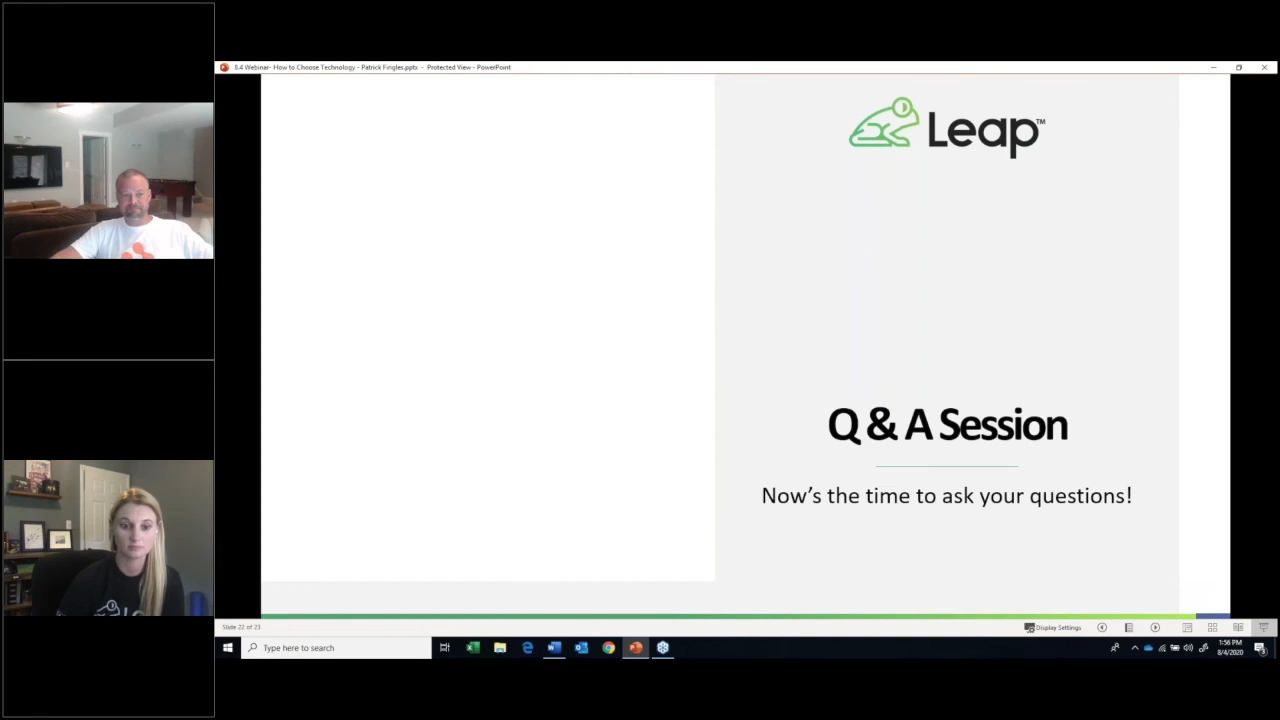 8.4 Webinar- How to Choose Technology - Patrick Fingles.pptx - Protected View - PowerPoint
Leap™
Q & A Session
Now's the time to ask your questions!
Slide 22 of 23
Display Settings
Type here to search
1:56 PM
8/4/2020